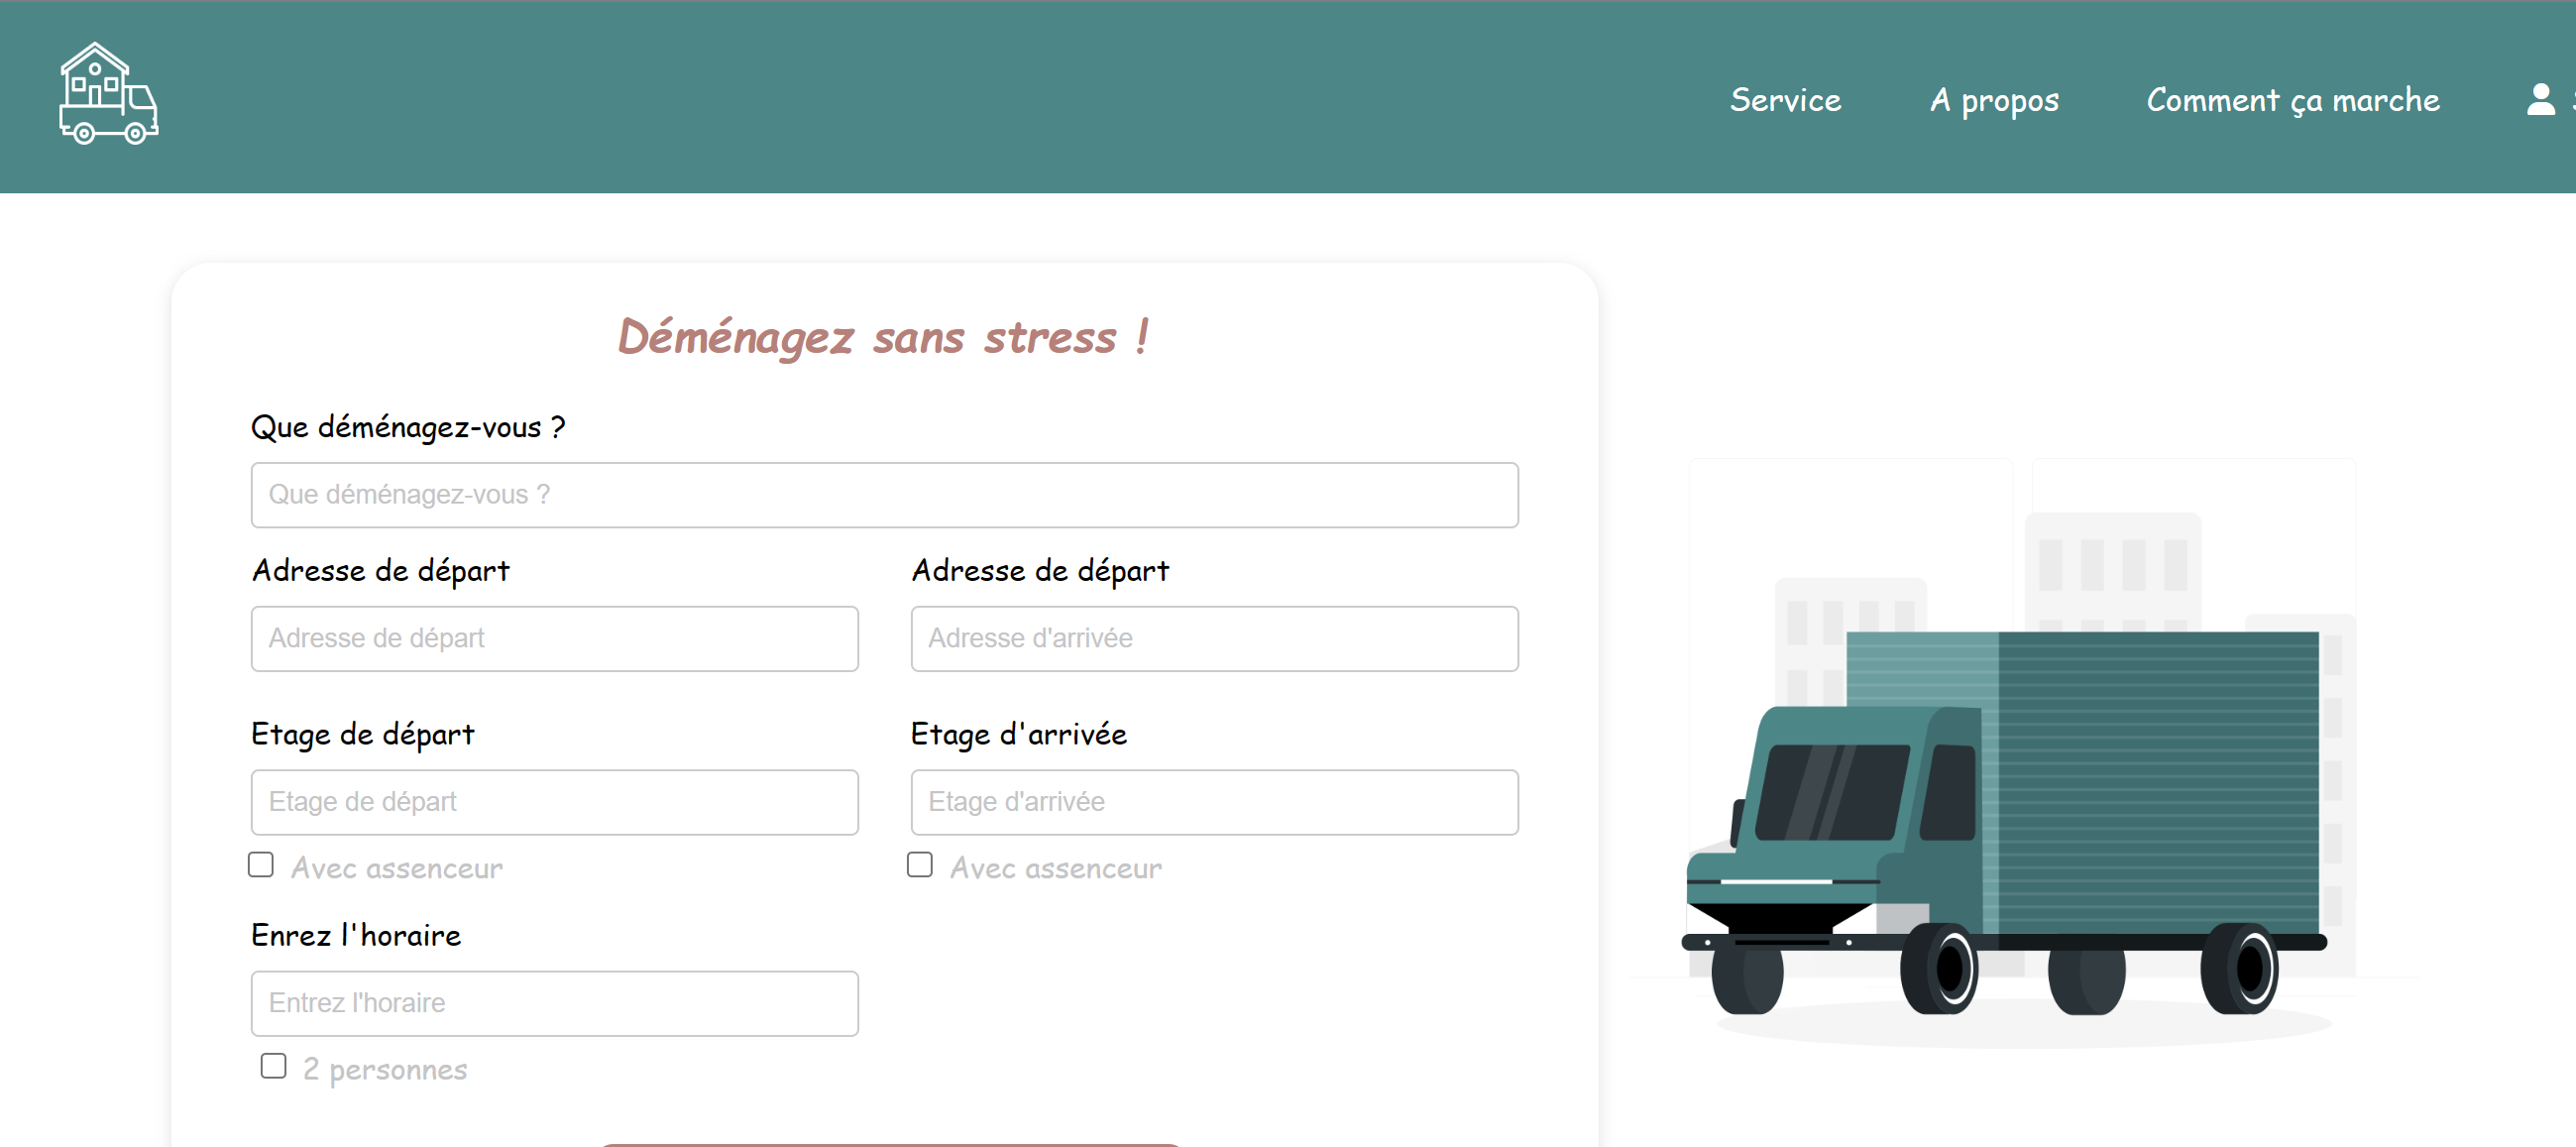 Service A propos Comment ça marche
Déménagez sans stress !
Que déménagez-vous ?
Que déménagez-vous ?
Adresse de départ Adresse de départ
Adresse de départ Adresse d'arrivée
Etage de départ Etage d'arrivée
Etage de départ Etage d'arrivée
Avec assenceur Avec assenceur
Enrez l'horaire
Entrez l'horaire
2 personnes